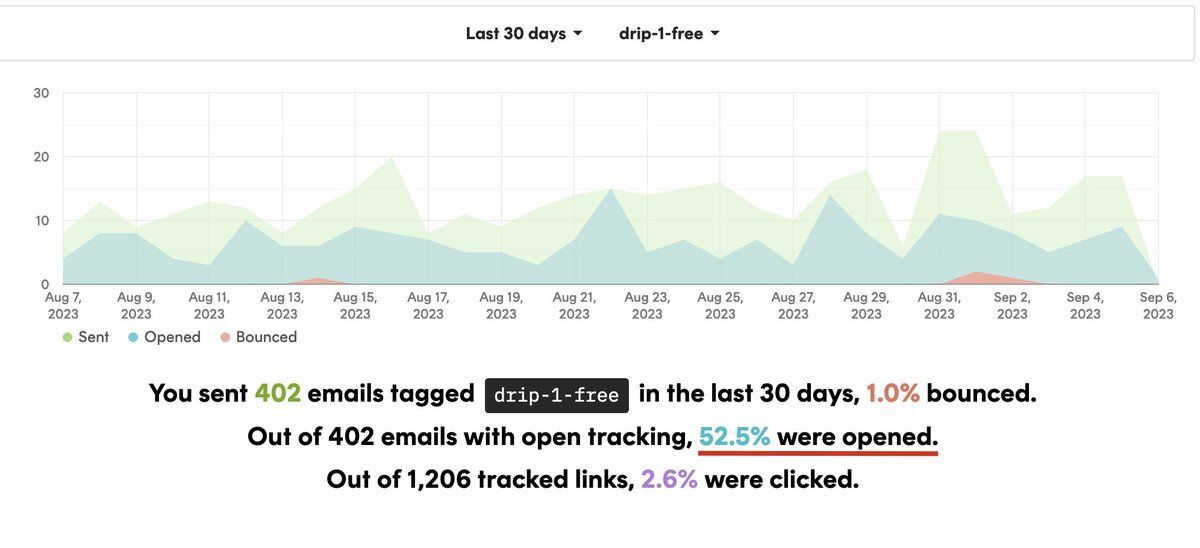 Last 30 days drip-1-free
30
20
10
0
Aug 7, Aug 9, Aug 11, Aug 13, Aug 15, Aug 17, Aug 19, Aug 21, Aug 23, Aug 25, Aug 27, Aug 29, Aug 31, Sep 2, Sep 4, Sep 6,
2023 2023 2023 2023 2023 2023 2023 2023 2023 2023 2023 2023 2023 2023 2023 2023
Sent Opened Bounced
You sent 402 emails tagged drip-1-free in the last 30 days, 1.0% bounced.
Out of 402 emails with open tracking, 52.5% were opened.
Out of 1,206 tracked links, 2.6% were clicked.